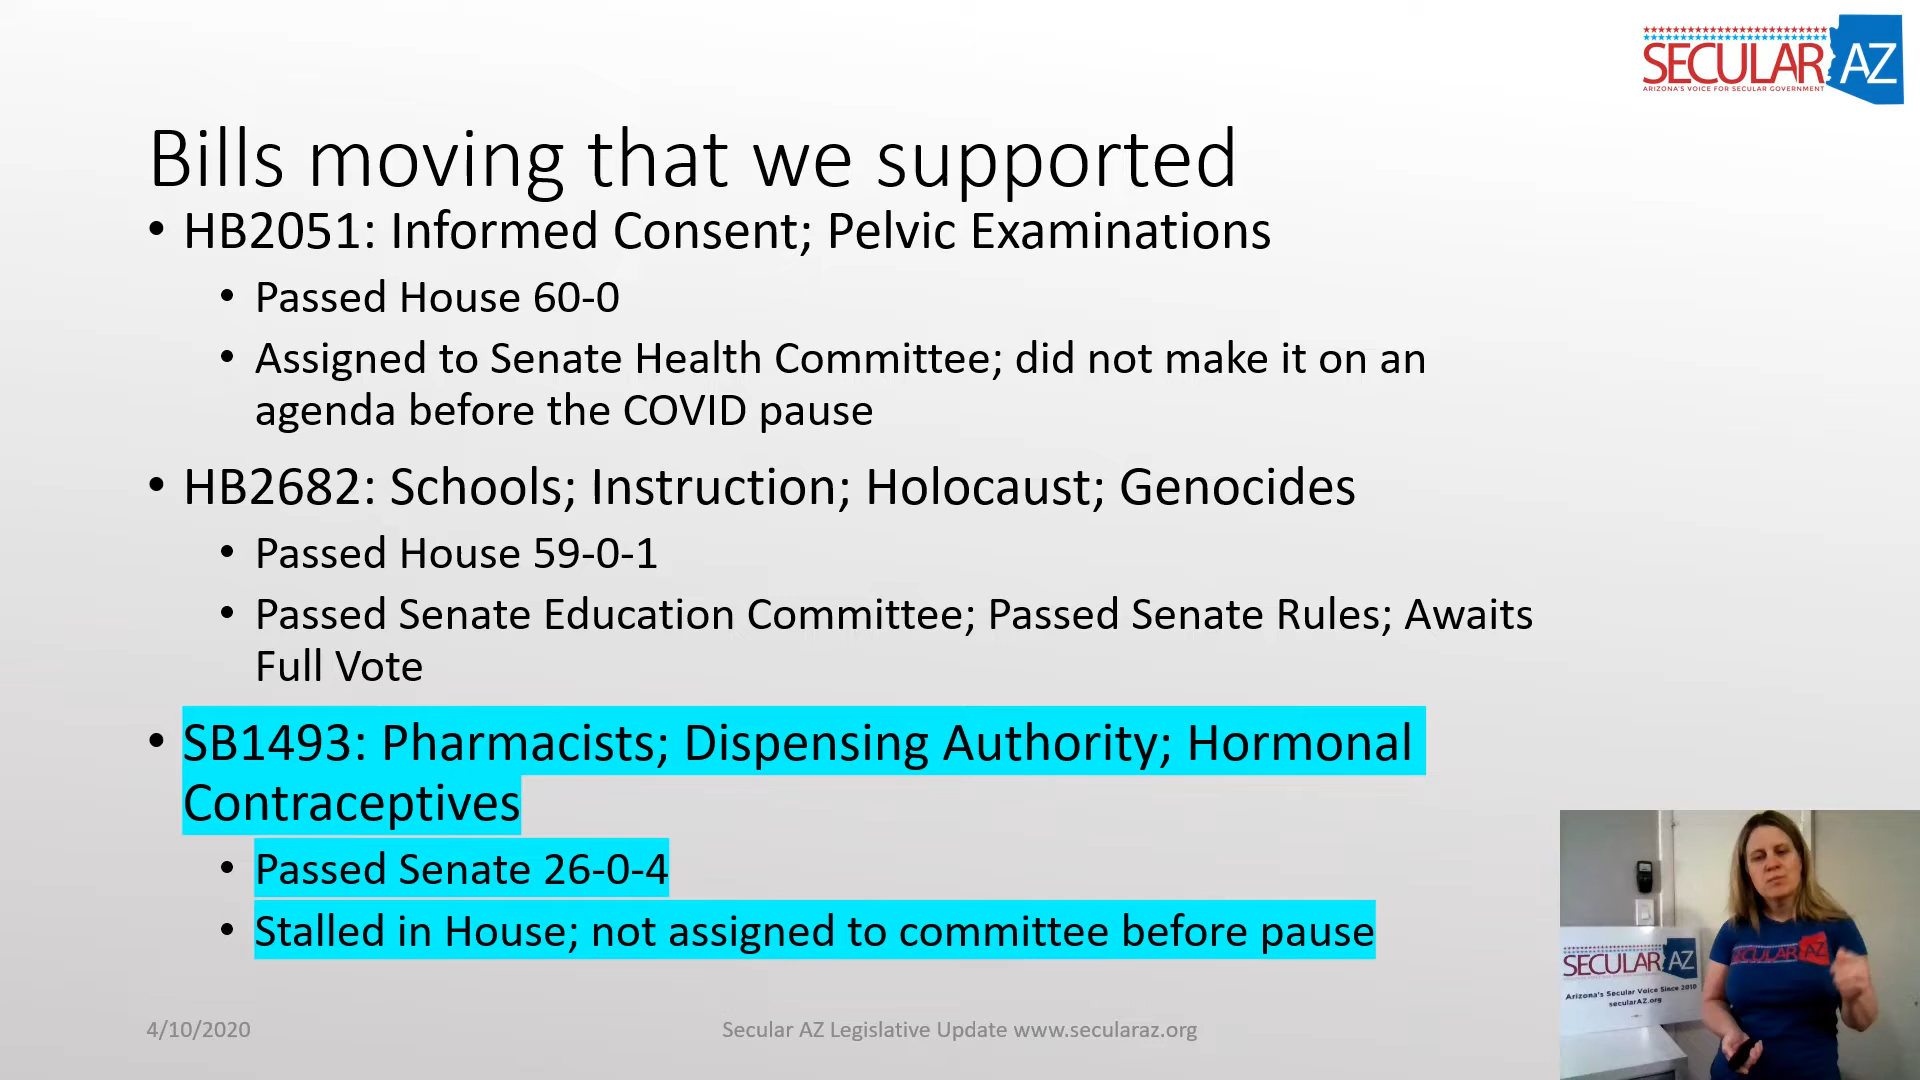 SECULAR AZ
ARIZONA'S VOICE FOR SECULAR GOVERNMENT
Bills moving that we supported
• HB2051: Informed Consent; Pelvic Examinations
• Passed House 60-0
• Assigned to Senate Health Committee; did not make it on an
agenda before the COVID pause
• HB2682: Schools; Instruction; Holocaust; Genocides
• Passed House 59-0-1
• Passed Senate Education Committee; Passed Senate Rules; Awaits
Full Vote
• SB1493: Pharmacists; Dispensing Authority; Hormonal
Contraceptives
• Passed Senate 26-0-4
• Stalled in House; not assigned to committee before pause
SECULAR AZ
SECULAR AZ
Arizona's Secular Voice Since 2010
secularAZ.org
4/10/2020
Secular AZ Legislative Update www.secularaz.org